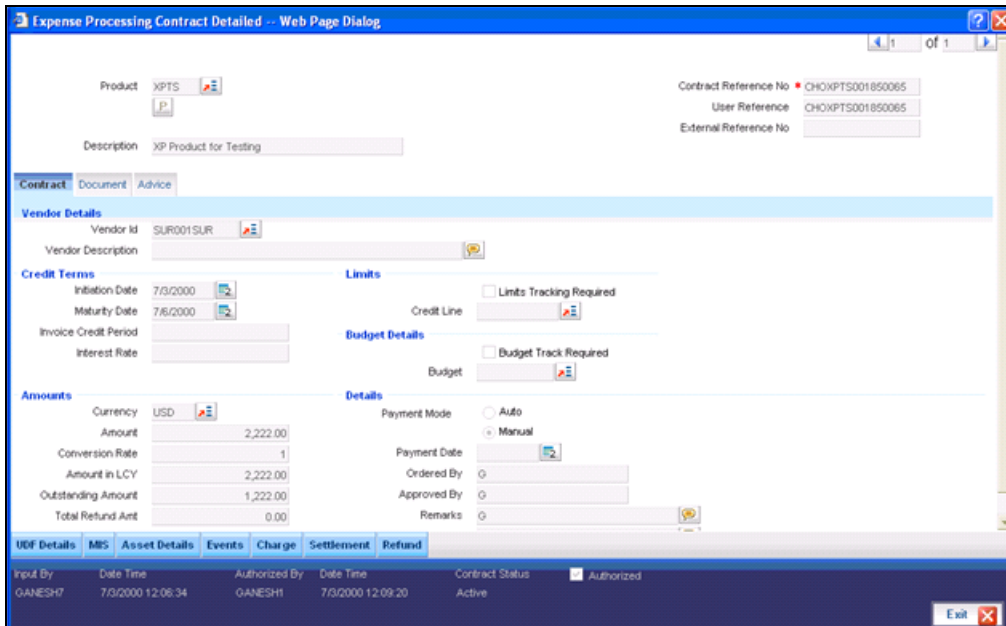 Expense Processing Contract Detailed -- Web Page Dialog
1 of 1
Product XPTS
P
Contract Reference No * CHOXPTS001850065
User Reference CHOXPTS001850065
External Reference No
Description XP Product for Testing
Contract Document Advice
Vendor Details
Vendor Id SUR001SUR
Vendor Description
Credit Terms
Initiation Date 7/3/2000
Maturity Date 7/6/2000
Invoice Credit Period
Interest Rate
Limits
Limits Tracking Required
Credit Line
Budget Details
Budget Track Required
Budget
Amounts
Currency USD
Amount 2,222.00
Conversion Rate 1
Amount in LCY 2,222.00
Outstanding Amount 1,222.00
Total Refund Amt 0.00
Details
Payment Mode Auto
Manual
Payment Date
Ordered By G
Approved By G
Remarks G
UDF Details MIS Asset Details Events Charge Settlement Refund
Input By Date Time Authorized By Date Time Contract Status Authorized
GANESH7 7/3/2000 12:06:34 GANESH1 7/3/2000 12:09:20 Active
Exit